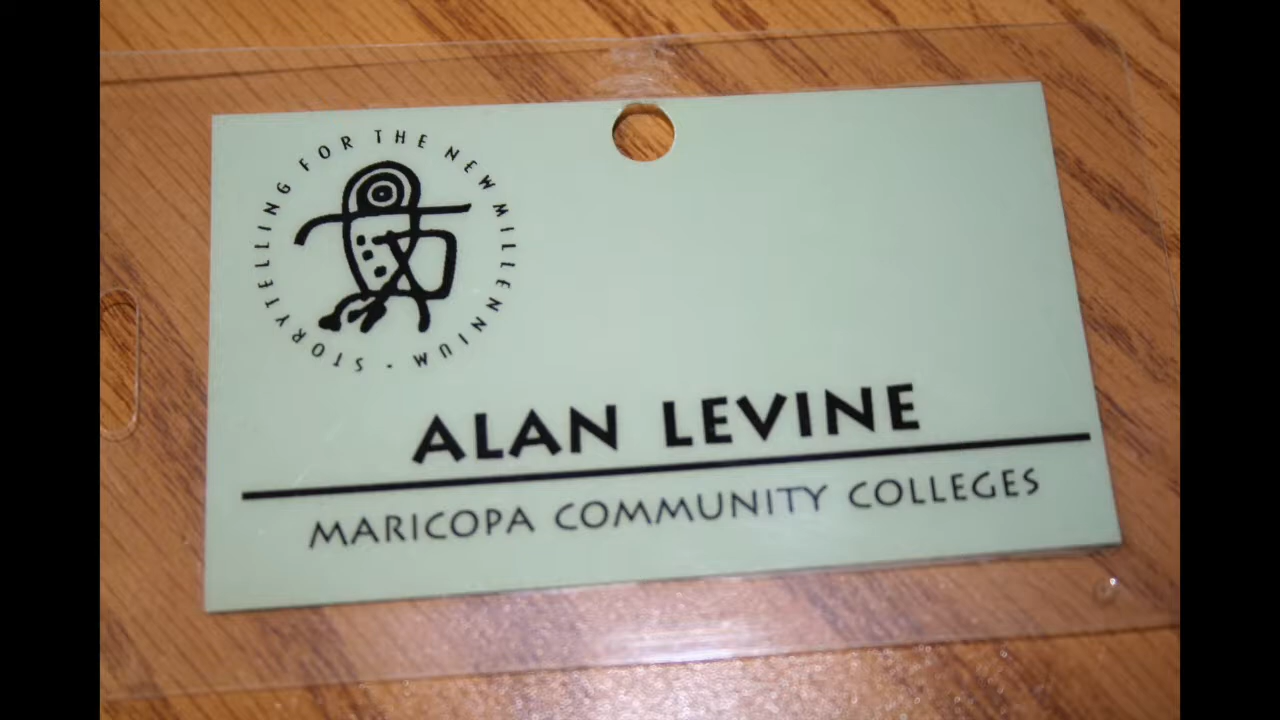 STORYTELLING FOR THE NEW MILLENNIUM •
ALAN LEVINE
MARICOPA COMMUNITY COLLEGES